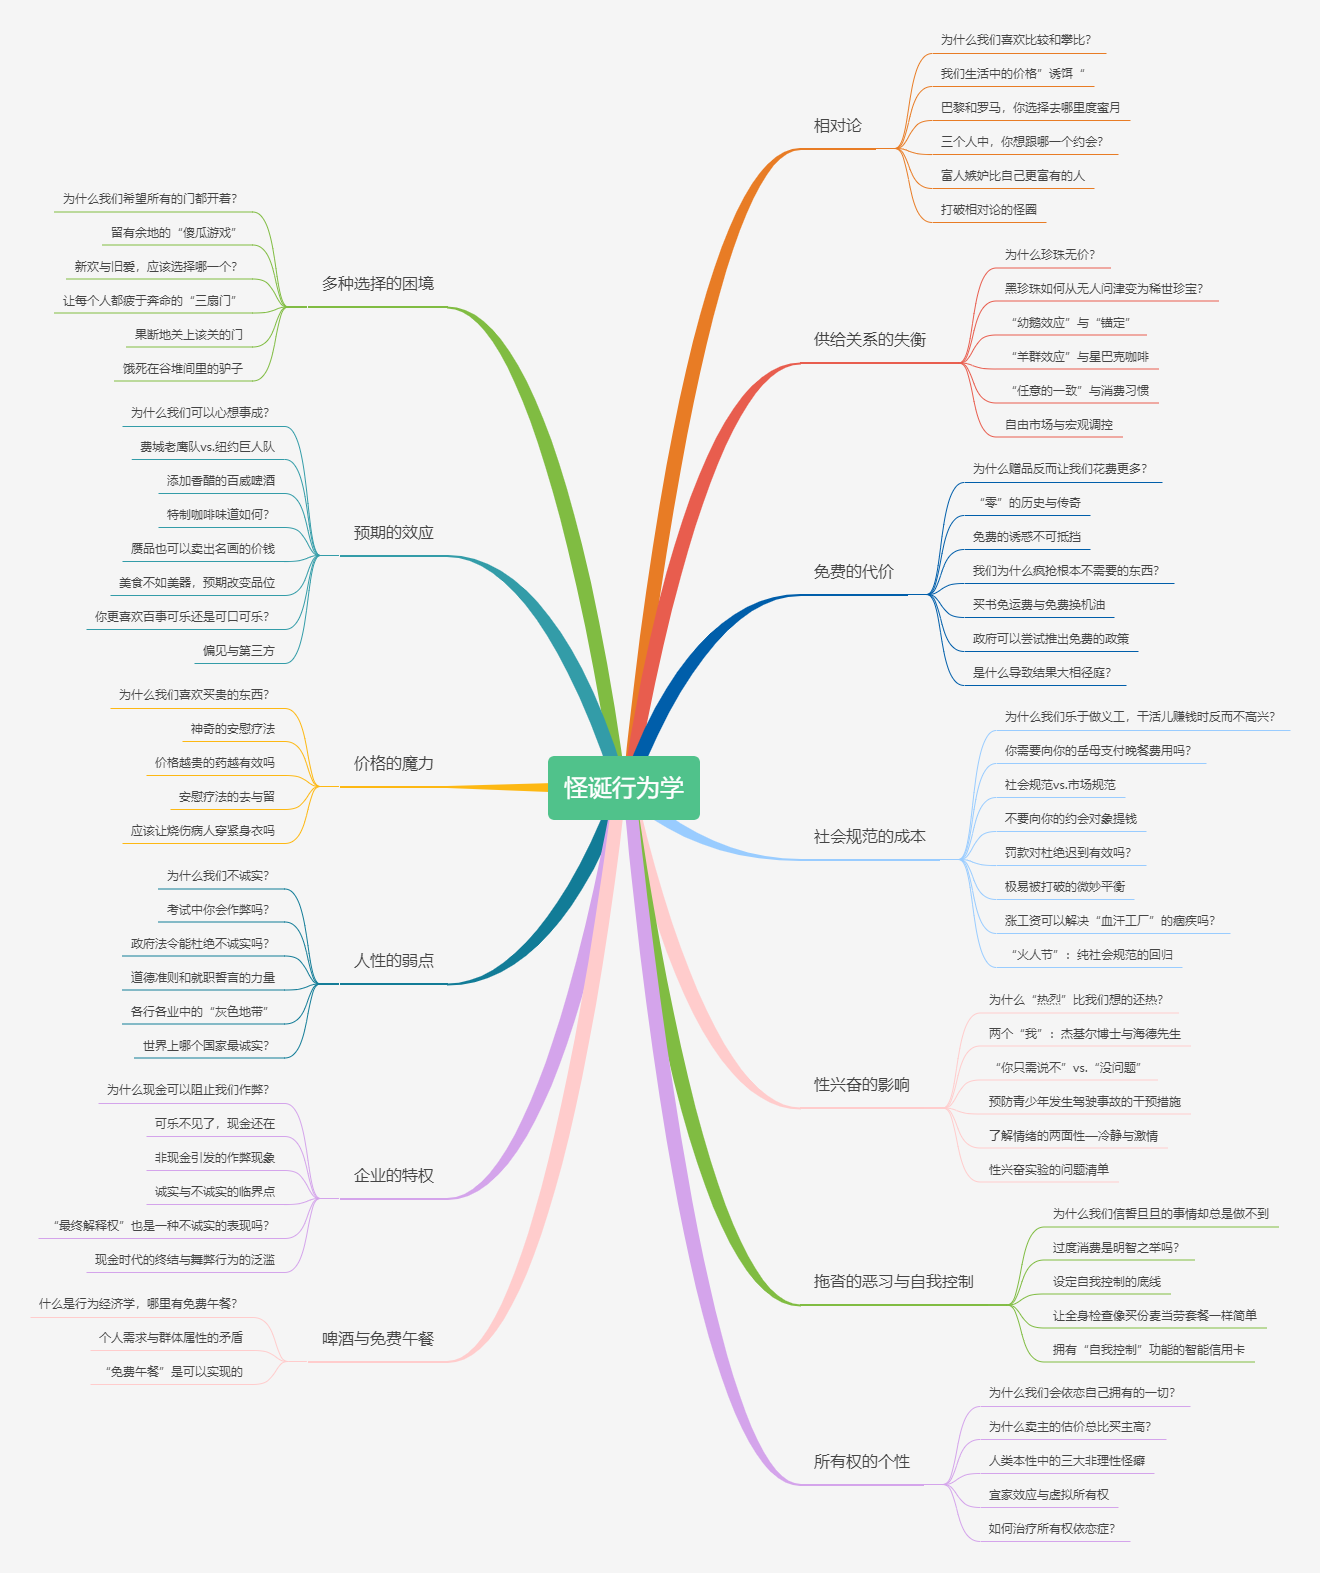 怪诞行为学
相对论
为什么我们喜欢比较和攀比?
我们生活中的价格”诱饵“
巴黎和罗马，你选择去哪里度蜜月
三个人中，你想跟哪一个约会?
富人嫉妒比自己更富有的人
打破相对论的怪圈
供给关系的失衡
为什么珍珠无价?
黑珍珠如何从无人问津变为稀世珍宝?
“幼鹅效应”与“锚定”
“羊群效应”与星巴克咖啡
“任意的一致”与消费习惯
自由市场与宏观调控
免费的代价
为什么赠品反而让我们花费更多?
“零”的历史与传奇
免费的诱惑不可抵挡
我们为什么疯抢根本不需要的东西?
买书免运费与免费换机油
政府可以尝试推出免费的政策
是什么导致结果大相径庭?
社会规范的成本
为什么我们乐于做义工，干活儿赚钱时反而不高兴?
你需要向你的岳母支付晚餐费用吗?
社会规范vs.市场规范
不要向你的约会对象提钱
罚款对杜绝迟到有效吗?
极易被打破的微妙平衡
涨工资可以解决“血汗工厂”的痼疾吗?
“火人节”：纯社会规范的回归
性兴奋的影响
为什么“热烈”比我们想的还热?
两个“我”：杰基尔博士与海德先生
“你只需说不”vs.“没问题”
预防青少年发生驾驶事故的干预措施
了解情绪的两面性—冷静与激情
性兴奋实验的问题清单
拖沓的恶习与自我控制
为什么我们信誓旦旦的事情却总是做不到
过度消费是明智之举吗?
设定自我控制的底线
让全身检查像买份麦当劳套餐一样简单
拥有“自我控制”功能的智能信用卡
所有权的个性
为什么我们会依恋自己拥有的一切?
为什么卖主的估价总比买主高?
人类本性中的三大非理性怪癖
宜家效应与虚拟所有权
如何治疗所有权依恋症?
多种选择的困境
为什么我们希望所有的门都开着?
留有余地的“傻瓜游戏”
新欢与旧爱，应该选择哪一个?
让每个人都疲于奔命的“三扇门”
果断地关上该关的门
饿死在谷堆间里的驴子
预期的效应
为什么我们可以心想事成?
费城老鹰队vs.纽约巨人队
添加香醋的百威啤酒
特制咖啡味道如何?
赝品也可以卖出名画的价钱
美食不如美器，预期改变品位
你更喜欢百事可乐还是可口可乐?
偏见与第三方
价格的魔力
为什么我们喜欢买贵的东西?
神奇的安慰疗法
价格越贵的药越有效吗
安慰疗法的去与留
应该让烧伤病人穿紧身衣吗
人性的弱点
为什么我们不诚实?
考试中你会作弊吗?
政府法令能杜绝不诚实吗?
道德准则和就职誓言的力量
各行各业中的“灰色地带”
世界上哪个国家最诚实?
企业的特权
为什么现金可以阻止我们作弊?
可乐不见了，现金还在
非现金引发的作弊现象
诚实与不诚实的临界点
“最终解释权”也是一种不诚实的表现吗?
现金时代的终结与舞弊行为的泛滥
啤酒与免费午餐
什么是行为经济学，哪里有免费午餐?
个人需求与群体属性的矛盾
“免费午餐”是可以实现的